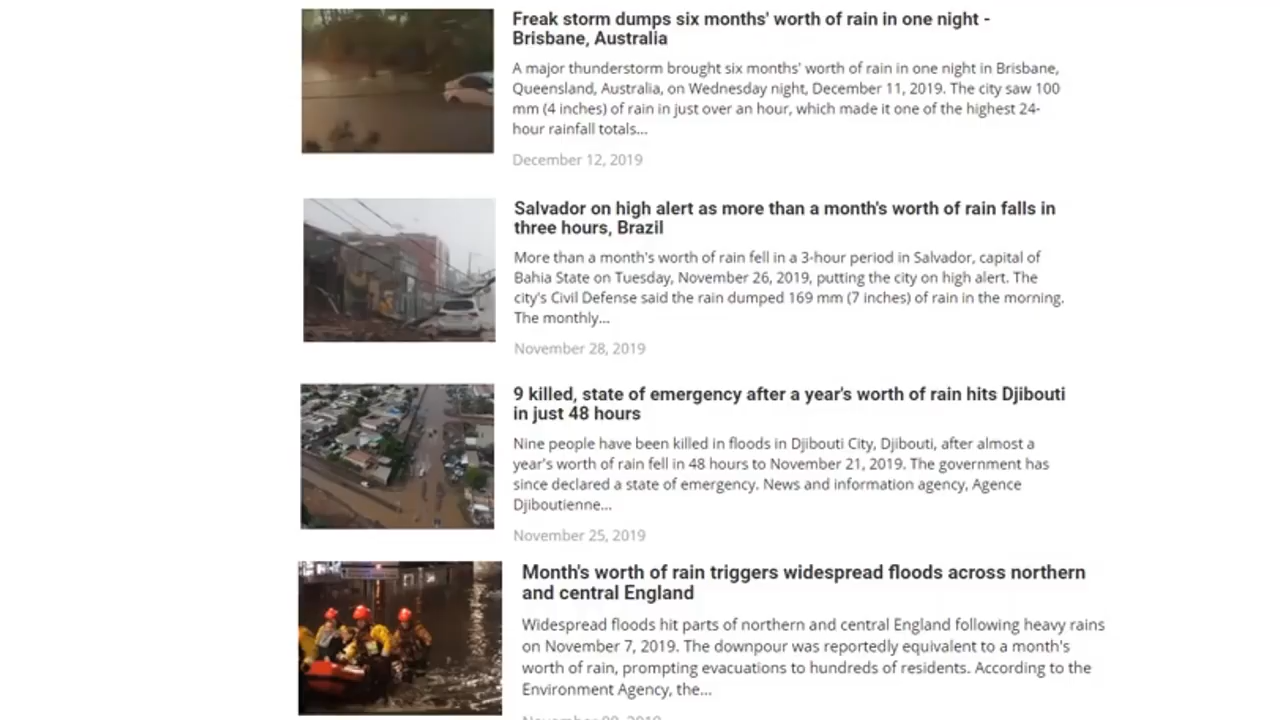 Freak storm dumps six months' worth of rain in one night -
Brisbane, Australia
A major thunderstorm brought six months' worth of rain in one night in Brisbane,
Queensland, Australia, on Wednesday night, December 11, 2019. The city saw 100
mm (4 inches) of rain in just over an hour, which made it one of the highest 24-
hour rainfall totals...
December 12, 2019
Salvador on high alert as more than a month's worth of rain falls in
three hours, Brazil
More than a month's worth of rain fell in a 3-hour period in Salvador, capital of
Bahia State on Tuesday, November 26, 2019, putting the city on high alert. The
city's Civil Defense said the rain dumped 169 mm (7 inches) of rain in the morning.
The monthly...
November 28, 2019
9 killed, state of emergency after a year's worth of rain hits Djibouti
in just 48 hours
Nine people have been killed in floods in Djibouti City, Djibouti, after almost a
year's worth of rain fell in 48 hours to November 21, 2019. The government has
since declared a state of emergency. News and information agency, Agence
Djiboutienne...
November 25, 2019
Month's worth of rain triggers widespread floods across northern
and central England
Widespread floods hit parts of northern and central England following heavy rains
on November 7, 2019. The downpour was reportedly equivalent to a month's
worth of rain, prompting evacuations to hundreds of residents. According to the
Environment Agency, the...